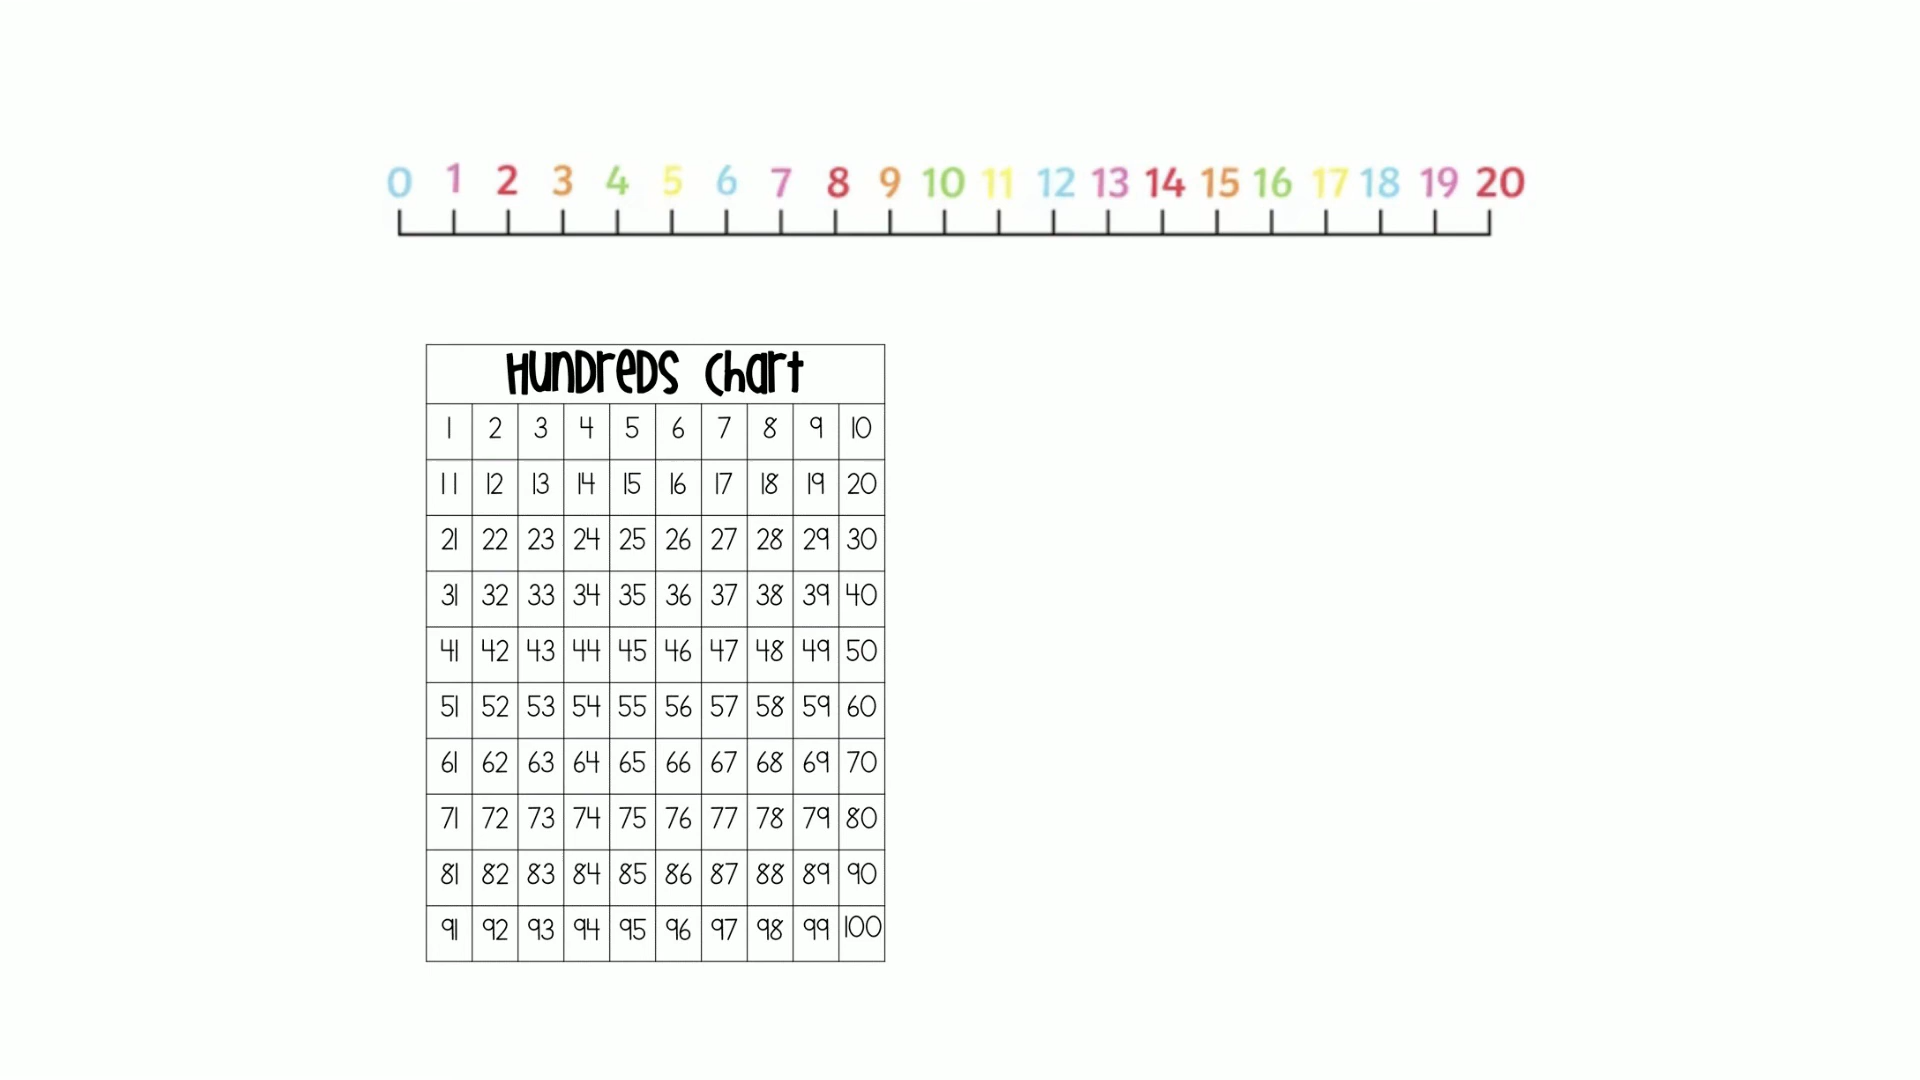 0 1 2 3 4 5 6 7 8 9 10 11 12 13 14 15 16 17 18 19 20
Hundreds Chart
1 2 3 4 5 6 7 8 9 10
11 12 13 14 15 16 17 18 19 20
21 22 23 24 25 26 27 28 29 30
31 32 33 34 35 36 37 38 39 40
41 42 43 44 45 46 47 48 49 50
51 52 53 54 55 56 57 58 59 60
61 62 63 64 65 66 67 68 69 70
71 72 73 74 75 76 77 78 79 80
81 82 83 84 85 86 87 88 89 90
91 92 93 94 95 96 97 98 99 100